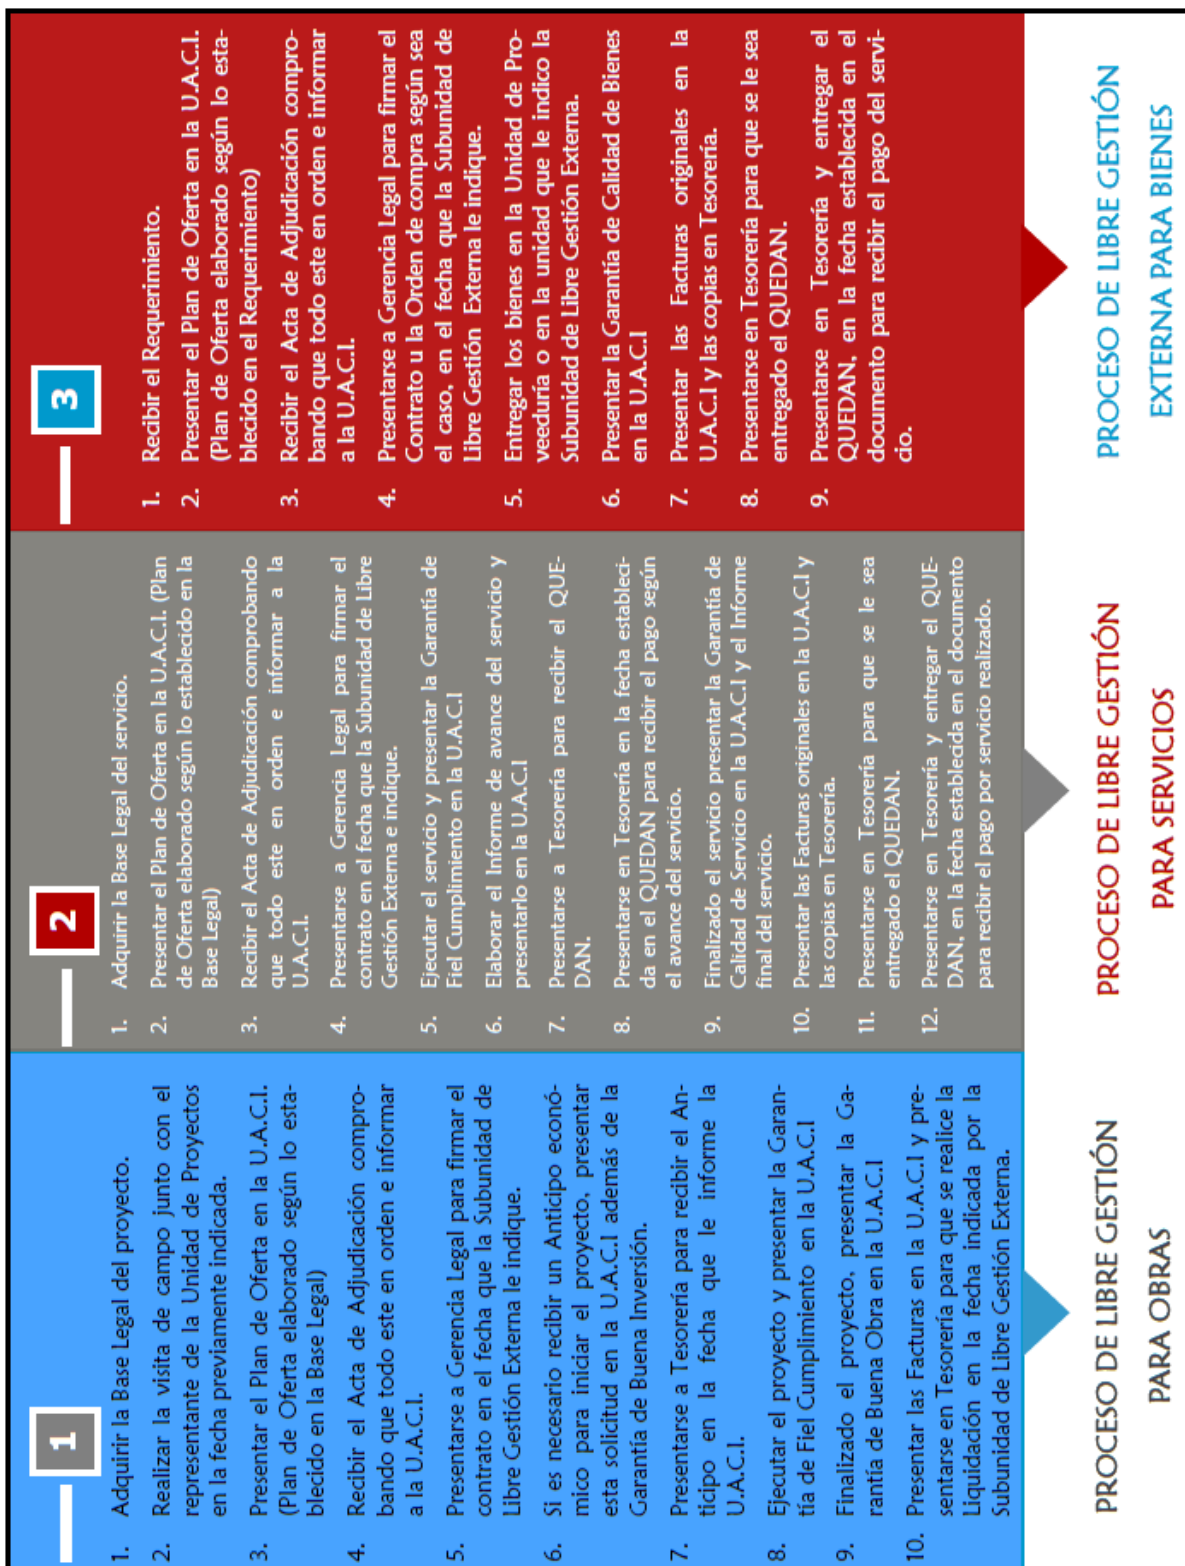 1
1. Adquirir la Base Legal del proyecto.
2. Realizar la visita de campo junto con el
representante de la Unidad de Proyectos
en la fecha previamente indicada.
3. Presentar el Plan de Oferta en la U.A.C.I.
(Plan de Oferta elaborado según lo esta-
blecido en la Base Legal)
4. Recibir el Acta de Adjudicación compro-
bando que todo este en orden e informar
a la U.A.C.I.
5. Presentarse a Gerencia Legal para firmar el
contrato en el fecha que la Subunidad de
Libre Gestión Externa le indique.
6. Si es necesario recibir un Anticipo econó-
mico para iniciar el proyecto, presentar
esta solicitud en la U.A.C.I además de la
Garantía de Buena Inversión.
7. Presentarse a Tesorería para recibir el An-
ticipo en la fecha que le informe la
U.A.C.I.
8. Ejecutar el proyecto y presentar la Garan-
tía de Fiel Cumplimiento en la U.A.C.I
9. Finalizado el proyecto, presentar la Ga-
rantía de Buena Obra en la U.A.C.I
10. Presentar las Facturas en la U.A.C.I y pre-
sentarse en Tesorería para que se realice la
Liquidación en la fecha indicada por la
Subunidad de Libre Gestión Externa.
PROCESO DE LIBRE GESTIÓN
PARA OBRAS
2
1. Adquirir la Base Legal del servicio.
2. Presentar el Plan de Oferta en la U.A.C.I. (Plan
de Oferta elaborado según lo establecido en la
Base Legal)
3. Recibir el Acta de Adjudicación comprobando
que todo este en orden e informar a la
U.A.C.I.
4. Presentarse a Gerencia Legal para firmar el
contrato en el fecha que la Subunidad de Libre
Gestión Externa e indique.
5. Ejecutar el servicio y presentar la Garantía de
Fiel Cumplimiento en la U.A.C.I
6. Elaborar el Informe de avance del servicio y
presentarlo en la U.A.C.I
7. Presentarse a Tesorería para recibir el QUE-
DAN.
8. Presentarse en Tesorería en la fecha estableci-
da en el QUEDAN para recibir el pago según
el avance del servicio.
9. Finalizado el servicio presentar la Garantía de
Calidad de Servicio en la U.A.C.I y el Informe
final del servicio.
10. Presentar las Facturas originales en la U.A.C.I y
las copias en Tesorería.
11. Presentarse en Tesorería para que se le sea
entregado el QUEDAN.
12. Presentarse en Tesorería y entregar el QUE-
DAN, en la fecha establecida en el documento
para recibir el pago por servicio realizado.
PROCESO DE LIBRE GESTIÓN
PARA SERVICIOS
3
1. Recibir el Requerimiento.
2. Presentar el Plan de Oferta en la U.A.C.I.
(Plan de Oferta elaborado según lo esta-
blecido en el Requerimiento)
3. Recibir el Acta de Adjudicación compro-
bando que todo este en orden e informar
a la U.A.C.I.
4. Presentarse a Gerencia Legal para firmar el
Contrato u la Orden de compra según sea
el caso, en el fecha que la Subunidad de
Libre Gestión Externa le indique.
5. Entregar los bienes en la Unidad de Pro-
veeduría o en la unidad que le indico la
Subunidad de Libre Gestión Externa.
6. Presentar la Garantía de Calidad de Bienes
en la U.A.C.I
7. Presentar las Facturas originales en la
U.A.C.I y las copias en Tesorería.
8. Presentarse en Tesorería para que se le sea
entregado el QUEDAN.
9. Presentarse en Tesorería y entregar el
QUEDAN, en la fecha establecida en el
documento para recibir el pago del servi-
cio.
PROCESO DE LIBRE GESTIÓN
EXTERNA PARA BIENES